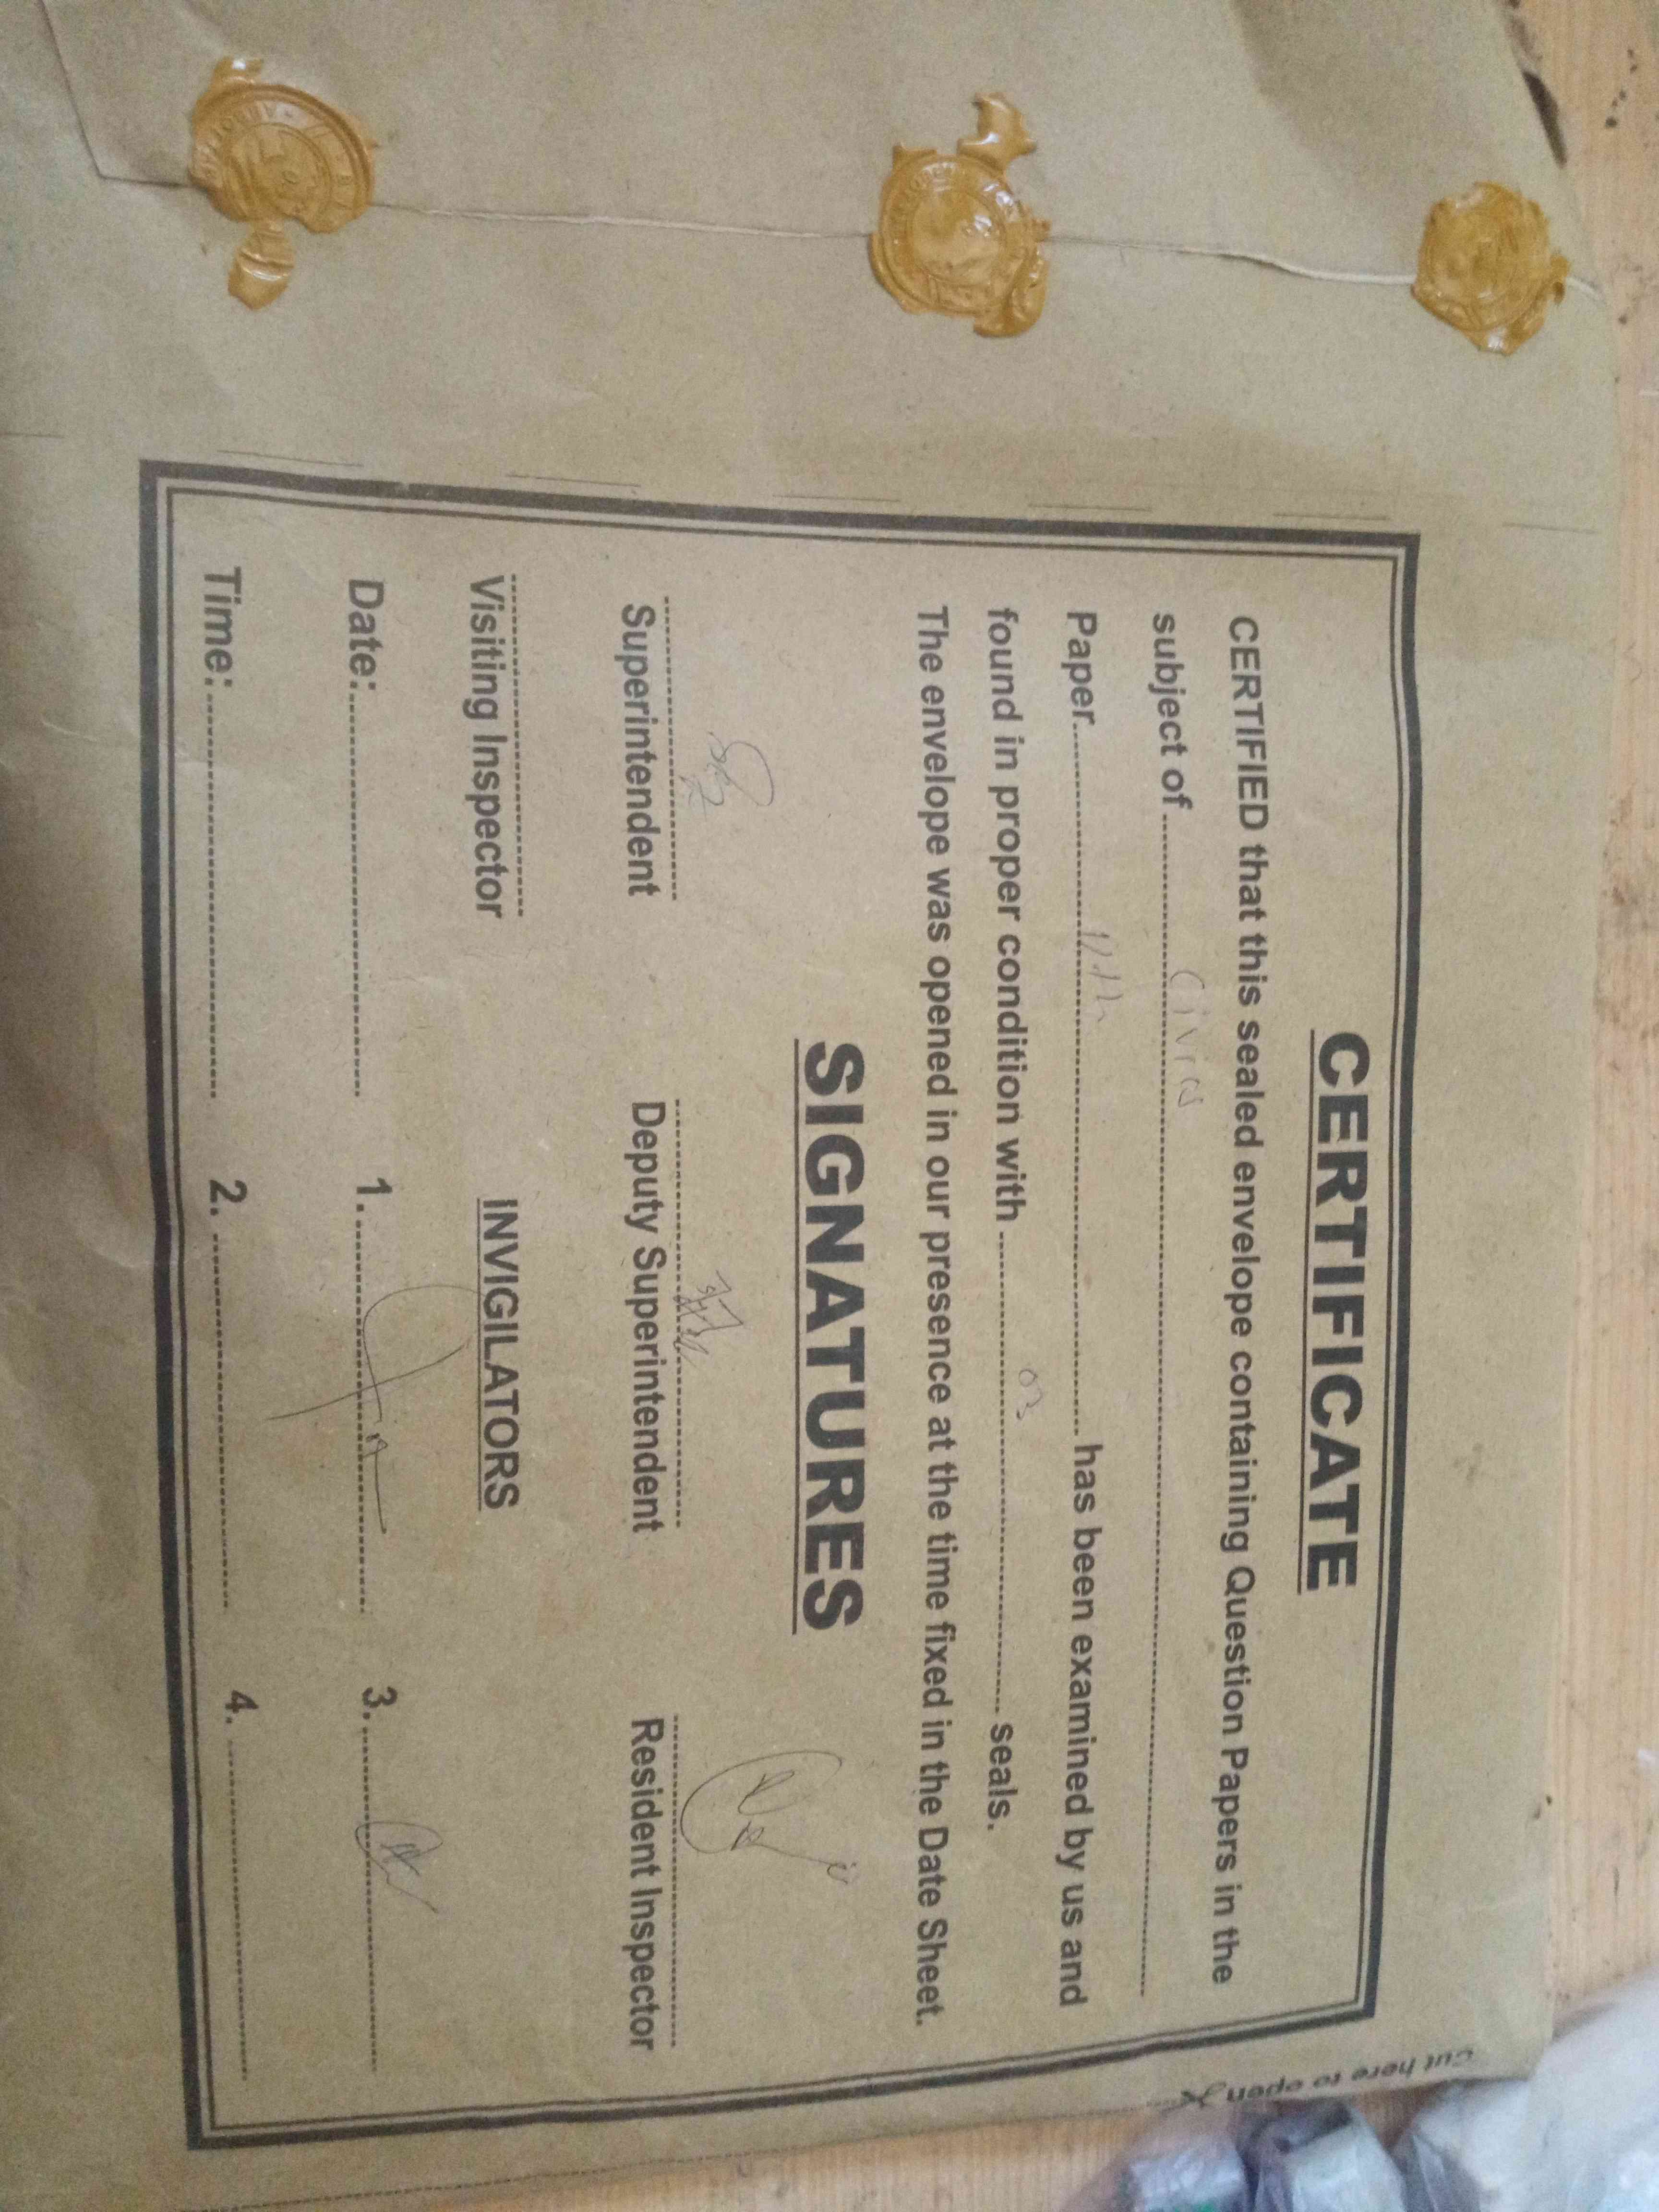 CERTIFICATE
CERTIFIED that this sealed envelope containing Question Papers in the
subject of ........ Civics ........
Paper........ 12th ........ has been examined by us and
found in proper condition with ........ 03 ........ seals.
The envelope was opened in our presence at the time fixed in the Date Sheet.
SIGNATURES
Superintendent Deputy Superintendent Resident Inspector
Visiting Inspector INVIGILATORS
Date:........ 1......... 3.........
Time:........ 2. ........ 4. ........
Cut here to open